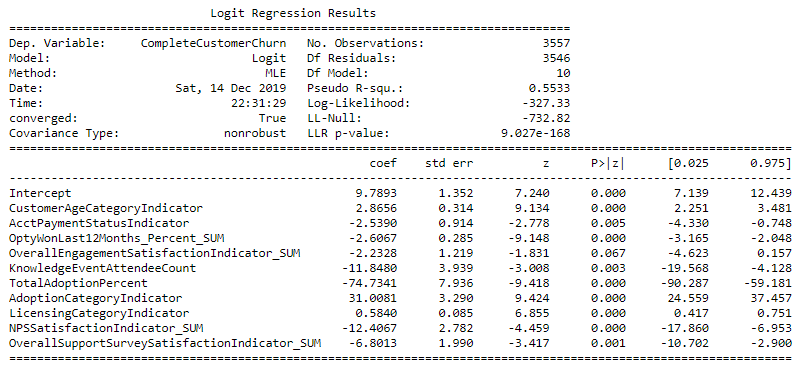 Logit Regression Results
==============================================================================
Dep. Variable: CompleteCustomerChurn No. Observations: 3557
Model: Logit Df Residuals: 3546
Method: MLE Df Model: 10
Date: Sat, 14 Dec 2019 Pseudo R-squ.: 0.5533
Time: 22:31:29 Log-Likelihood: -327.33
converged: True LL-Null: -732.82
Covariance Type: nonrobust LLR p-value: 9.027e-168
==============================================================================
coef std err z P>|z| [0.025 0.975]
------------------------------------------------------------------------------
Intercept 9.7893 1.352 7.240 0.000 7.139 12.439
CustomerAgeCategoryIndicator 2.8656 0.314 9.134 0.000 2.251 3.481
AcctPaymentStatusIndicator -2.5390 0.914 -2.778 0.005 -4.330 -0.748
OptyWonLast12Months_Percent_SUM -2.6067 0.285 -9.148 0.000 -3.165 -2.048
OverallEngagementSatisfactionIndicator_SUM -2.2328 1.219 -1.831 0.067 -4.623 0.157
KnowledgeEventAttendeeCount -11.8480 3.939 -3.008 0.003 -19.568 -4.128
TotalAdoptionPercent -74.7341 7.936 -9.418 0.000 -90.287 -59.181
AdoptionCategoryIndicator 31.0081 3.290 9.424 0.000 24.559 37.457
LicensingCategoryIndicator 0.5840 0.085 6.855 0.000 0.417 0.751
NPSSatisfactionIndicator_SUM -12.4067 2.782 -4.459 0.000 -17.860 -6.953
OverallSupportSurveySatisfactionIndicator_SUM -6.8013 1.990 -3.417 0.001 -10.702 -2.900
==============================================================================